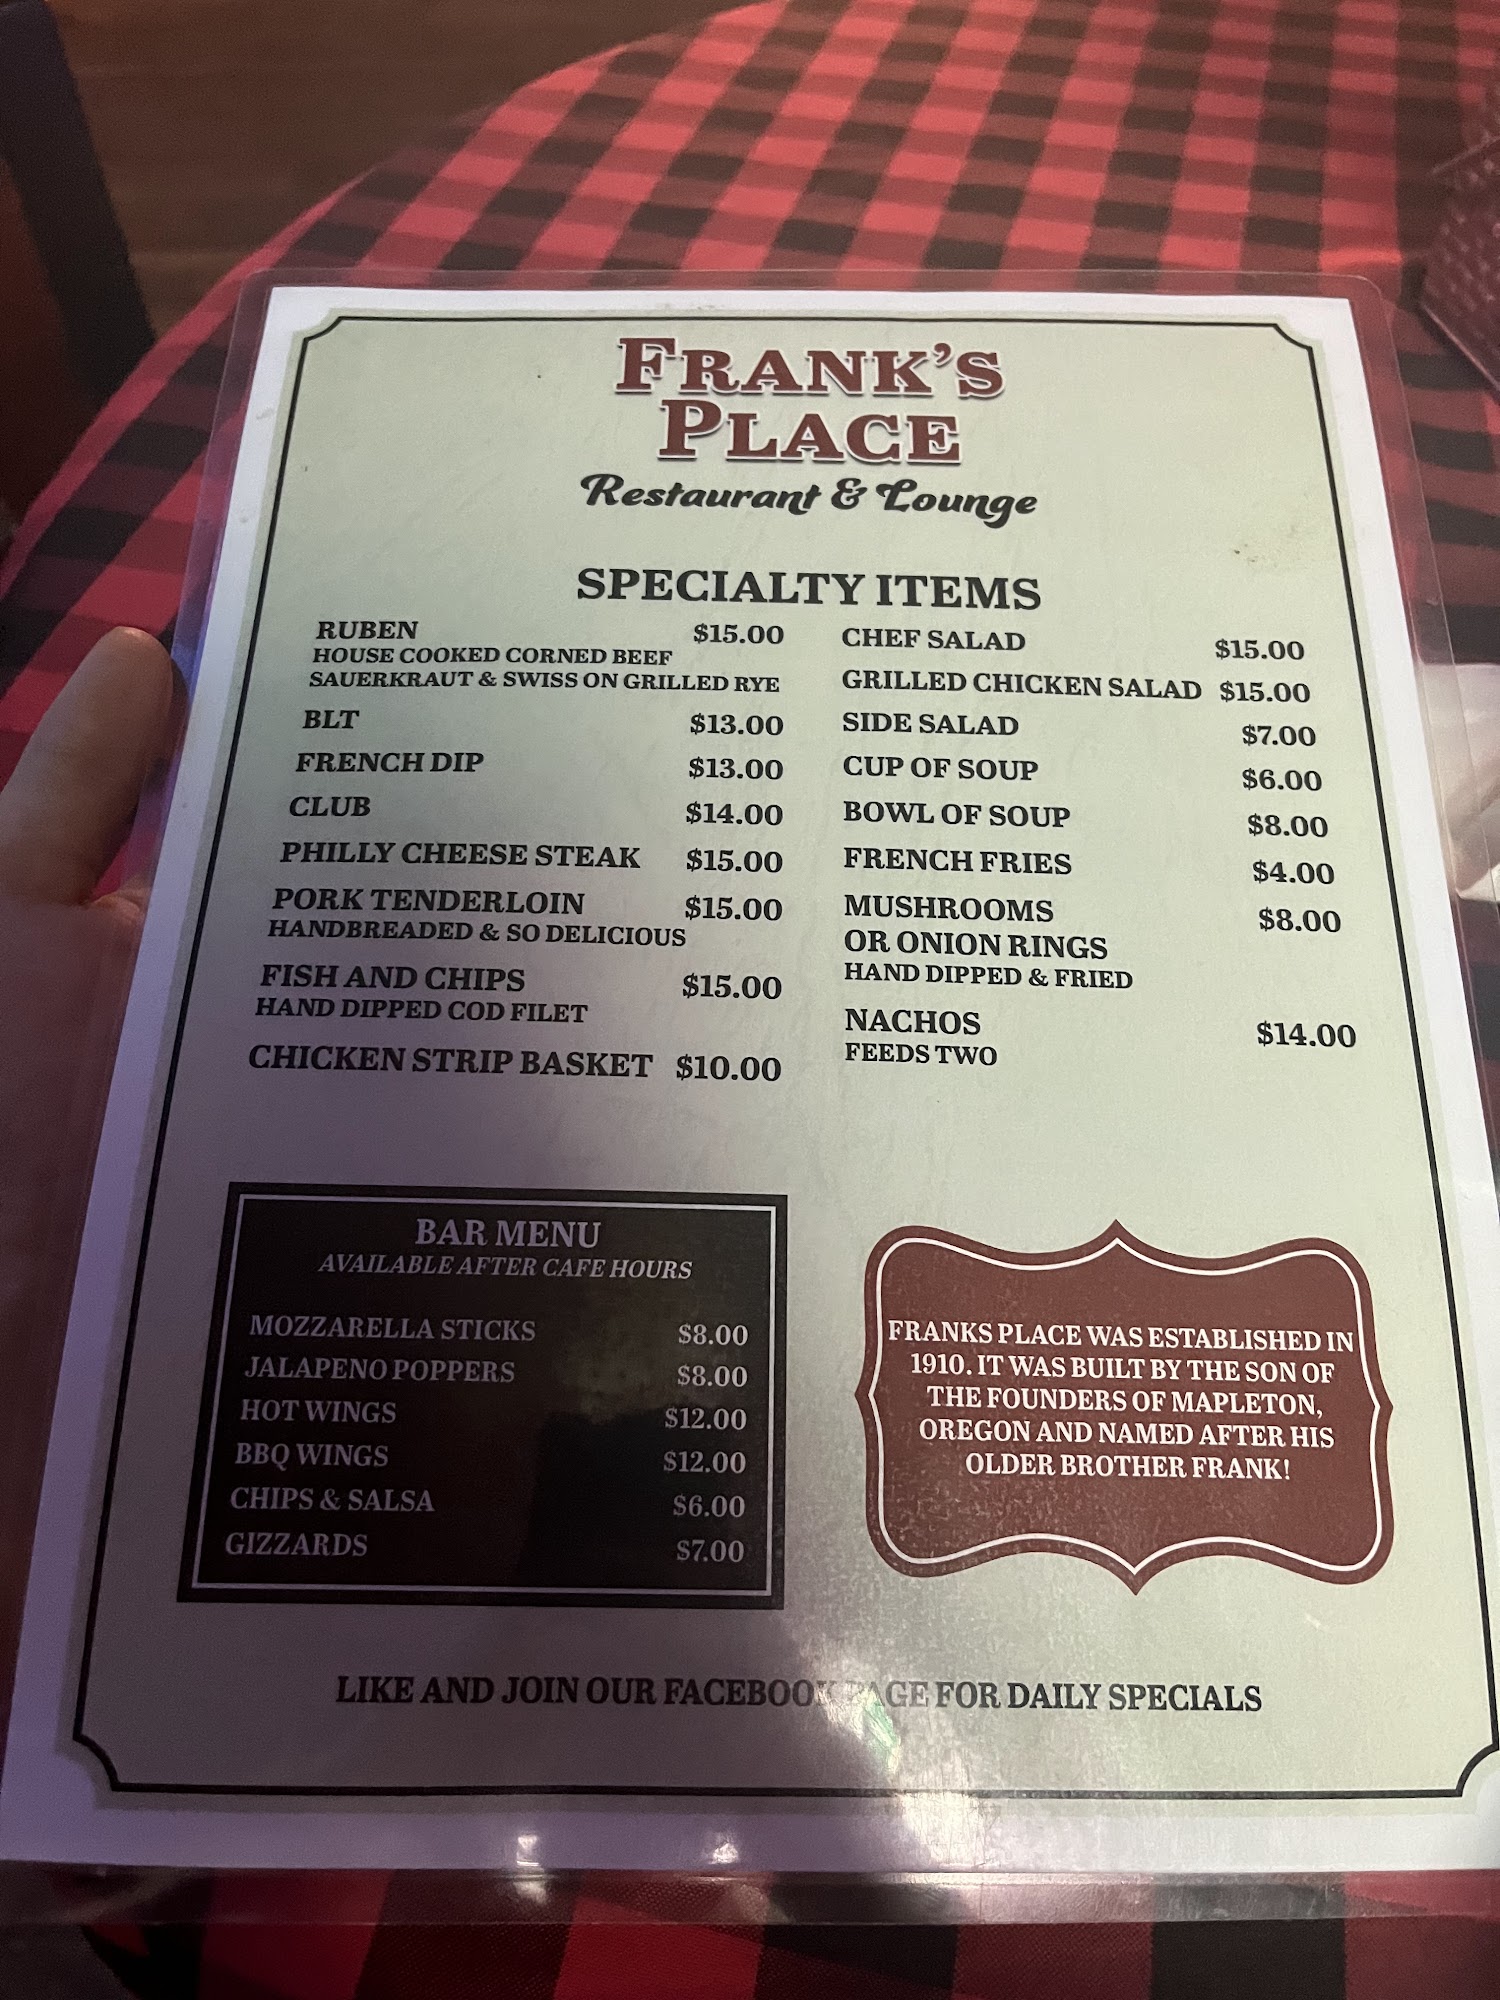 FRANK'S
PLACE
Restaurant & Lounge
SPECIALTY ITEMS
RUBEN $15.00
HOUSE COOKED CORNED BEEF
SAUERKRAUT & SWISS ON GRILLED RYE
BLT $13.00
FRENCH DIP $13.00
CLUB $14.00
PHILLY CHEESE STEAK $15.00
PORK TENDERLOIN $15.00
HANDBREADED & SO DELICIOUS
FISH AND CHIPS $15.00
HAND DIPPED COD FILET
CHICKEN STRIP BASKET $10.00
CHEF SALAD $15.00
GRILLED CHICKEN SALAD $15.00
SIDE SALAD $7.00
CUP OF SOUP $6.00
BOWL OF SOUP $8.00
FRENCH FRIES $4.00
MUSHROOMS $8.00
OR ONION RINGS
HAND DIPPED & FRIED
NACHOS $14.00
FEEDS TWO
BAR MENU
AVAILABLE AFTER CAFE HOURS
MOZZARELLA STICKS $8.00
JALAPENO POPPERS $8.00
HOT WINGS $12.00
BBQ WINGS $12.00
CHIPS & SALSA $6.00
GIZZARDS $7.00
FRANKS PLACE WAS ESTABLISHED IN
1910. IT WAS BUILT BY THE SON OF
THE FOUNDERS OF MAPLETON,
OREGON AND NAMED AFTER HIS
OLDER BROTHER FRANK!
LIKE AND JOIN OUR FACEBOOK PAGE FOR DAILY SPECIALS